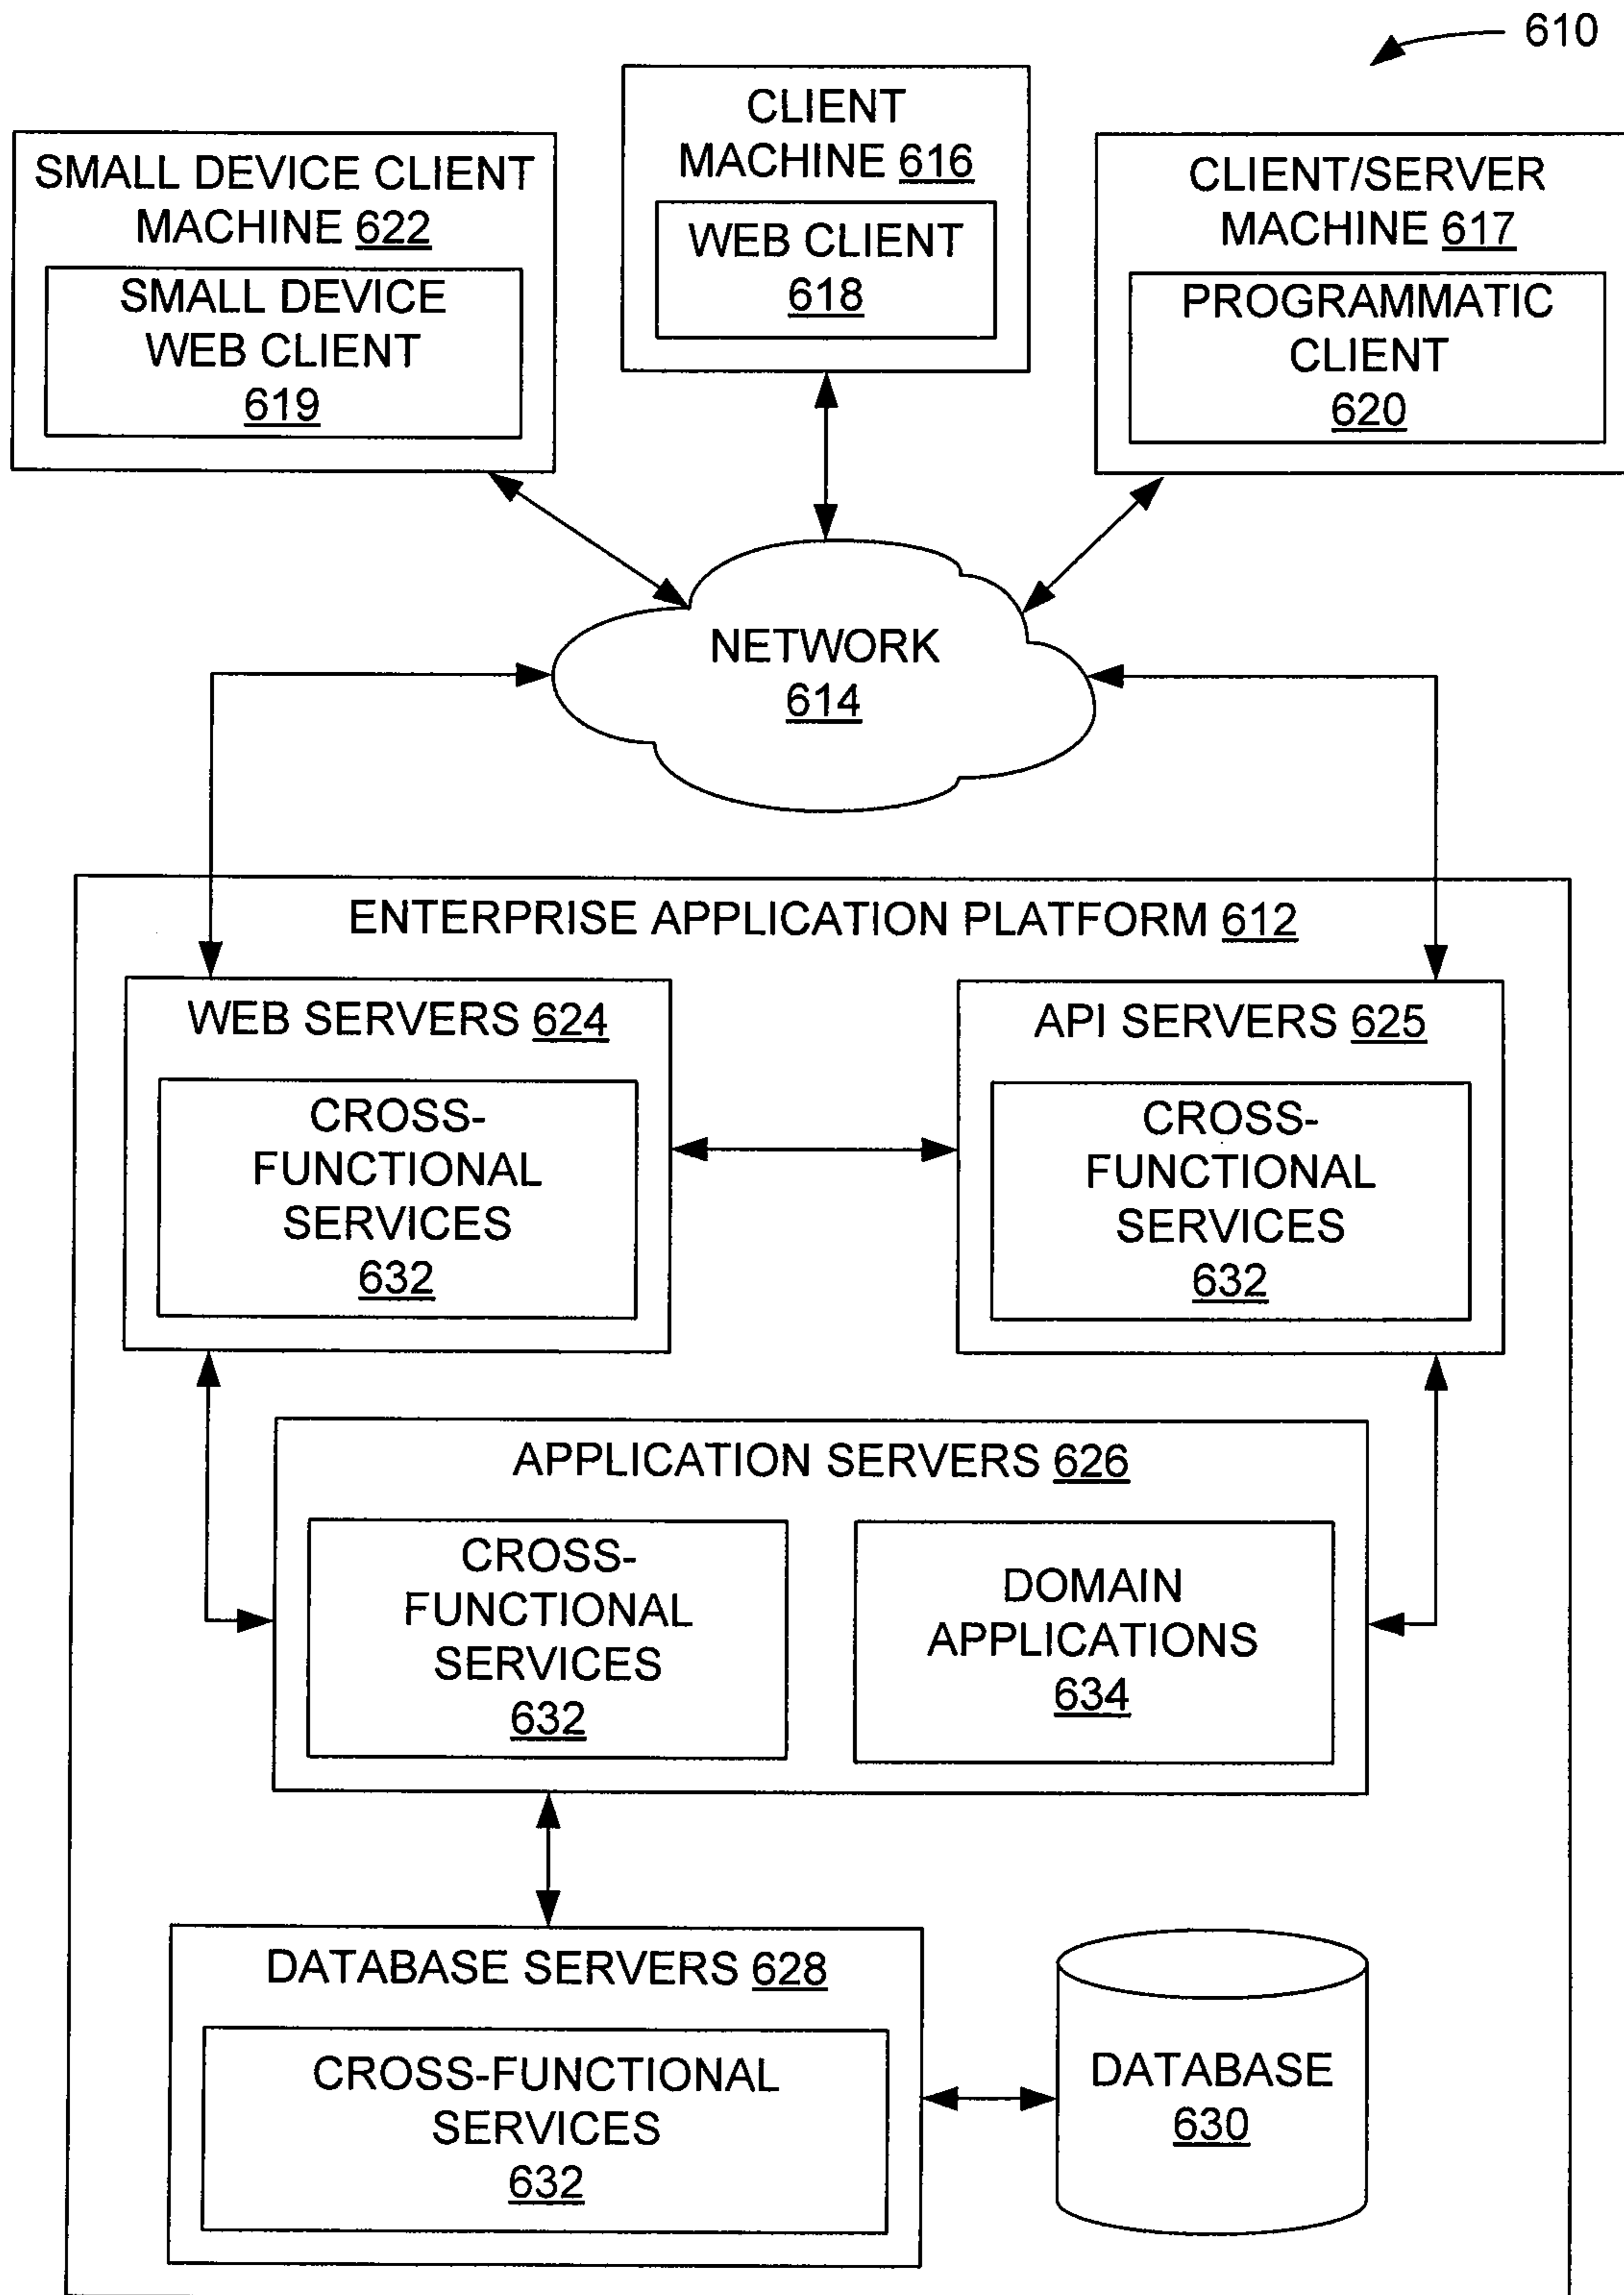 610
CLIENT
MACHINE 616
WEB CLIENT
618
SMALL DEVICE CLIENT
MACHINE 622
SMALL DEVICE
WEB CLIENT
619
CLIENT/SERVER
MACHINE 617
PROGRAMMATIC
CLIENT
620
NETWORK
614
ENTERPRISE APPLICATION PLATFORM 612
WEB SERVERS 624
CROSS-
FUNCTIONAL
SERVICES
632
API SERVERS 625
CROSS-
FUNCTIONAL
SERVICES
632
APPLICATION SERVERS 626
CROSS-
FUNCTIONAL
SERVICES
632
DOMAIN
APPLICATIONS
634
DATABASE SERVERS 628
CROSS-FUNCTIONAL
SERVICES
632
DATABASE
630